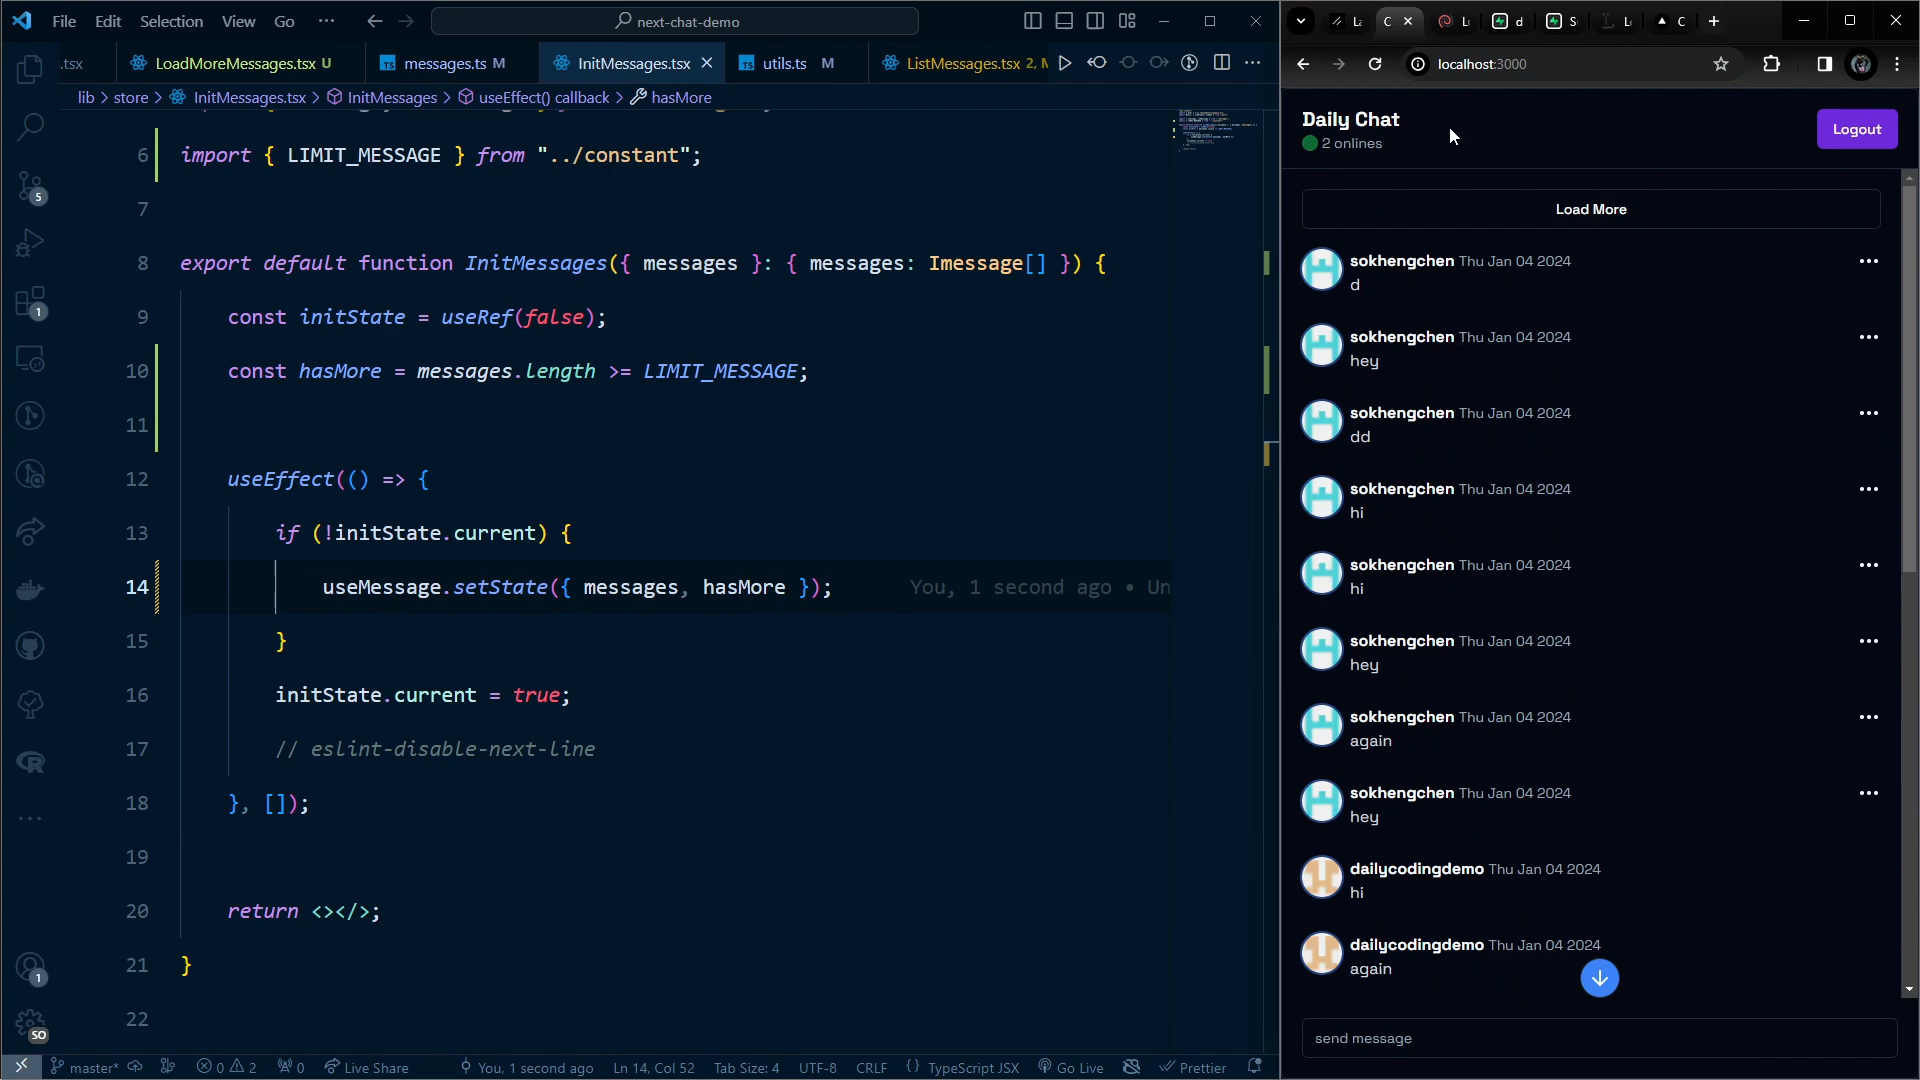 File Edit Selection View Go ··· next-chat-demo
.tsx LoadMoreMessages.tsx U messages.ts M InitMessages.tsx utils.ts M ListMessages.tsx 2, M
lib > store > InitMessages.tsx > InitMessages > useEffect() callback > hasMore
6 import { LIMIT_MESSAGE } from "../constant";
7
8 export default function InitMessages({ messages }: { messages: Imessage[] }) {
9 const initState = useRef(false);
10 const hasMore = messages.length >= LIMIT_MESSAGE;
11
12 useEffect(() => {
13 if (!initState.current) {
14 useMessage.setState({ messages, hasMore }); You, 1 second ago • Un
15 }
16 initState.current = true;
17 // eslint-disable-next-line
18 }, []);
19
20 return <></>;
21 }
22
5
1
1
SO
master* 0 2 0 Live Share You, 1 second ago Ln 14, Col 52 Tab Size: 4 UTF-8 CRLF {} TypeScript JSX Go Live Prettier
C d S C
localhost:3000
Daily Chat
2 onlines
Logout
Load More
sokhengchen Thu Jan 04 2024
d
sokhengchen Thu Jan 04 2024
hey
sokhengchen Thu Jan 04 2024
dd
sokhengchen Thu Jan 04 2024
hi
sokhengchen Thu Jan 04 2024
hi
sokhengchen Thu Jan 04 2024
hey
sokhengchen Thu Jan 04 2024
again
sokhengchen Thu Jan 04 2024
hey
dailycodingdemo Thu Jan 04 2024
hi
dailycodingdemo Thu Jan 04 2024
again
send message